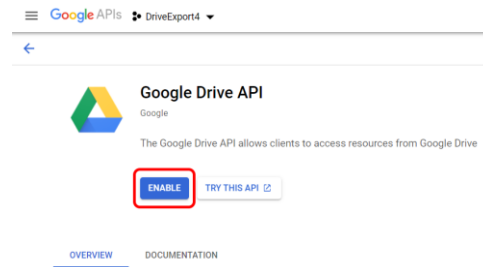 Google APIs DriveExport4
Google Drive API
Google
The Google Drive API allows clients to access resources from Google Drive
ENABLE TRY THIS API
OVERVIEW DOCUMENTATION